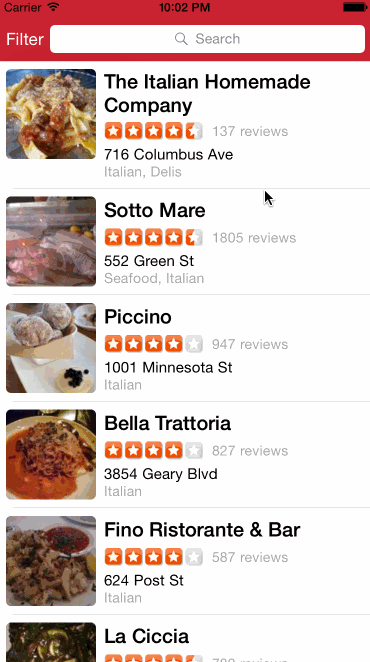 Carrier 10:02 PM
Filter Search
The Italian Homemade
Company
137 reviews
716 Columbus Ave
Italian, Delis
Sotto Mare
1805 reviews
552 Green St
Seafood, Italian
Piccino
947 reviews
1001 Minnesota St
Italian
Bella Trattoria
827 reviews
3854 Geary Blvd
Italian
Fino Ristorante & Bar
587 reviews
624 Post St
Italian
La Ciccia
reviews